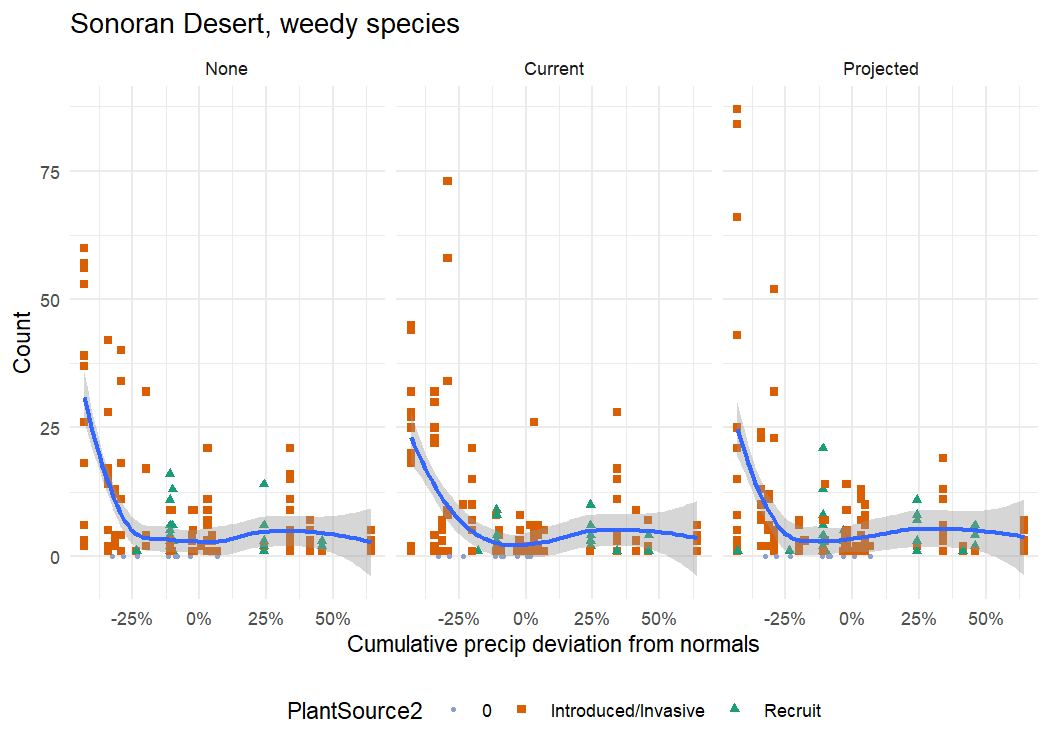 Sonoran Desert, weedy species
None Current Projected
75
50
25
0
Count
-25% 0% 25% 50% -25% 0% 25% 50% -25% 0% 25% 50%
Cumulative precip deviation from normals
PlantSource2 0 Introduced/Invasive Recruit